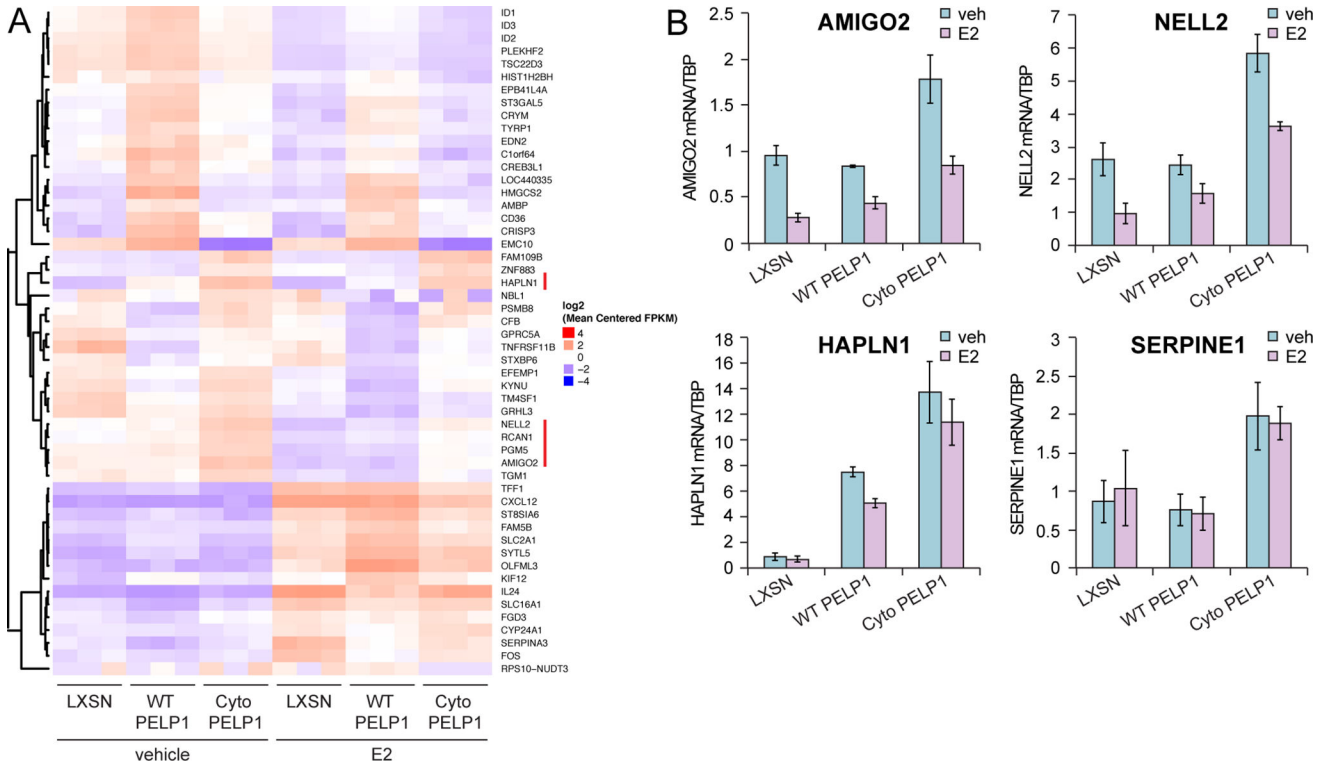 A
ID1
ID3
ID2
PLEKHF2
TSC22D3
HIST1H2BH
EPB41L4A
ST3GAL5
CRYM
TYRP1
EDN2
C1orf64
CREB3L1
LOC440335
HMGCS2
AMBP
CD36
CRISP3
EMC10
FAM109B
ZNF883
HAPLN1
NBL1
PSMB8
CFB
GPRC5A
TNFRSF11B
STXBP6
EFEMP1
KYNU
TM4SF1
GRHL3
NELL2
RCAN1
PGM5
AMIGO2
TGM1
TFF1
CXCL12
ST8SIA6
FAM5B
SLC2A1
SYTL5
OLFML3
KIF12
IL24
SLC16A1
FGD3
CYP24A1
SERPINA3
FOS
RPS10-NUDT3
log2
(Mean Centered FPKM)
4
2
0
-2
-4
LXSN WT Cyto LXSN WT Cyto
PELP1 PELP1 PELP1 PELP1
vehicle E2
B
AMIGO2
veh
E2
AMIGO2 mRNA/TBP
2.5
2
1.5
1
0.5
0
LXSN
WT PELP1
Cyto PELP1
NELL2
veh
E2
NELL2 mRNA/TBP
7
6
5
4
3
2
1
0
LXSN
WT PELP1
Cyto PELP1
HAPLN1
veh
E2
HAPLN1 mRNA/TBP
18
16
14
12
10
8
6
4
2
0
LXSN
WT PELP1
Cyto PELP1
SERPINE1
veh
E2
SERPINE1 mRNA/TBP
3
2.5
2
1.5
1
0.5
0
LXSN
WT PELP1
Cyto PELP1